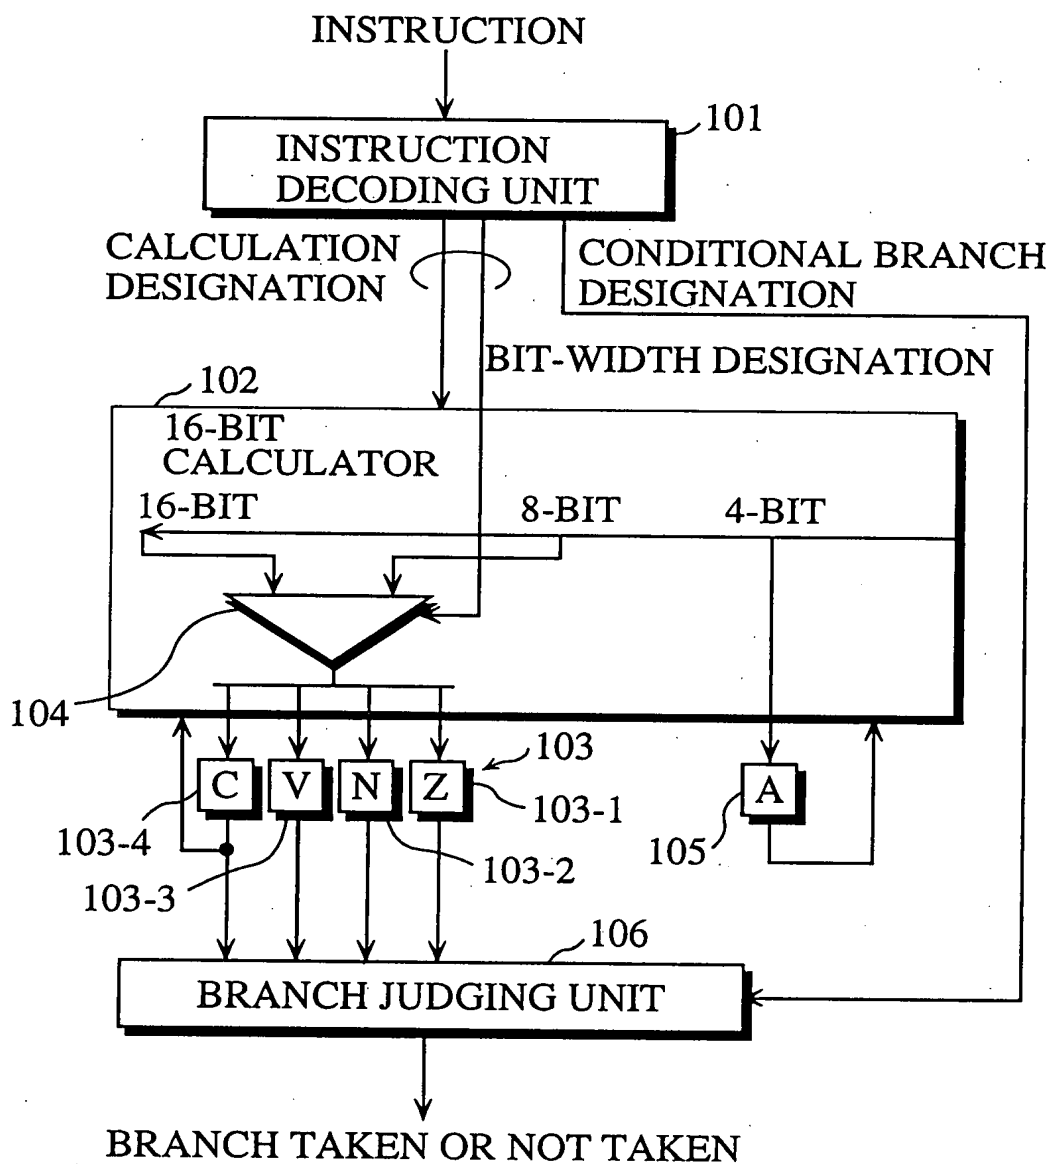 INSTRUCTION
101
INSTRUCTION
DECODING UNIT
CALCULATION
DESIGNATION
CONDITIONAL BRANCH
DESIGNATION
BIT-WIDTH DESIGNATION
102
16-BIT
CALCULATOR
16-BIT
8-BIT
4-BIT
104
103
C
V
N
Z
A
103-1
103-4
105
103-2
103-3
106
BRANCH JUDGING UNIT
BRANCH TAKEN OR NOT TAKEN